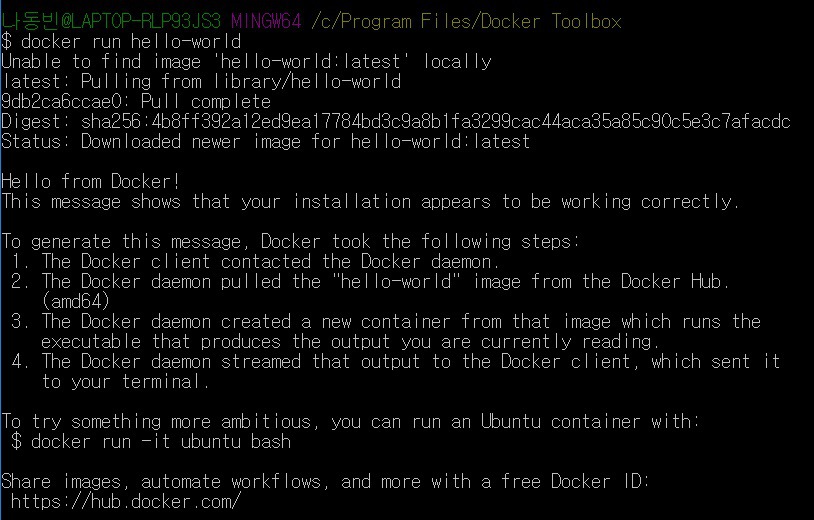 나동빈@LAPTOP-RLP93JS3 MINGW64 /c/Program Files/Docker Toolbox
$ docker run hello-world
Unable to find image 'hello-world:latest' locally
latest: Pulling from library/hello-world
9db2ca6ccae0: Pull complete
Digest: sha256:4b8ff392a12ed9ea17784bd3c9a8b1fa3299cac44aca35a85c90c5e3c7afacdc
Status: Downloaded newer image for hello-world:latest
Hello from Docker!
This message shows that your installation appears to be working correctly.
To generate this message, Docker took the following steps:
1. The Docker client contacted the Docker daemon.
2. The Docker daemon pulled the "hello-world" image from the Docker Hub.
(amd64)
3. The Docker daemon created a new container from that image which runs the
executable that produces the output you are currently reading.
4. The Docker daemon streamed that output to the Docker client, which sent it
to your terminal.
To try something more ambitious, you can run an Ubuntu container with:
$ docker run -it ubuntu bash
Share images, automate workflows, and more with a free Docker ID:
https://hub.docker.com/